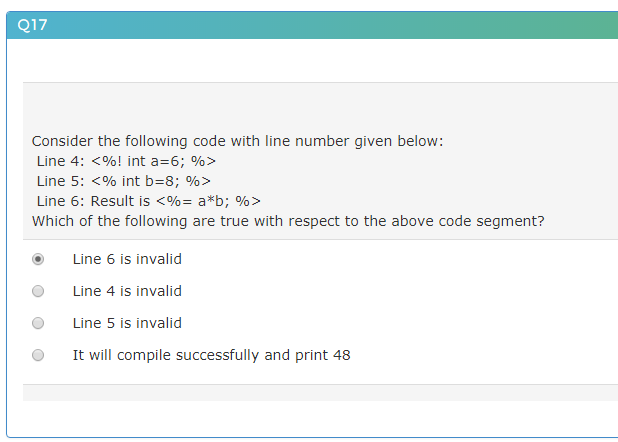 Q17
Consider the following code with line number given below:
Line 4: <%! int a=6; %>
Line 5: <% int b=8; %>
Line 6: Result is <%= a*b; %>
Which of the following are true with respect to the above code segment?
Line 6 is invalid
Line 4 is invalid
Line 5 is invalid
It will compile successfully and print 48